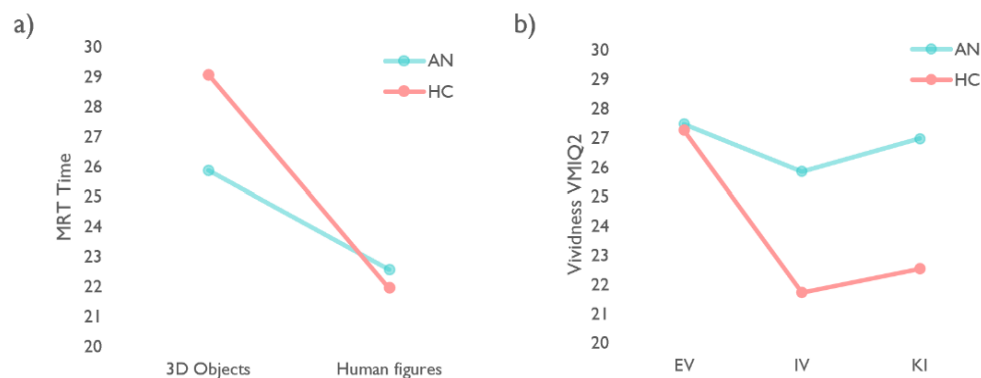 a)
30
29
28
27
26
25
24
23
22
21
20
MRT Time
3D Objects
Human figures
AN
HC
b)
30
29
28
27
26
25
24
23
22
21
20
Vividness VMIQ2
EV
IV
KI
AN
HC